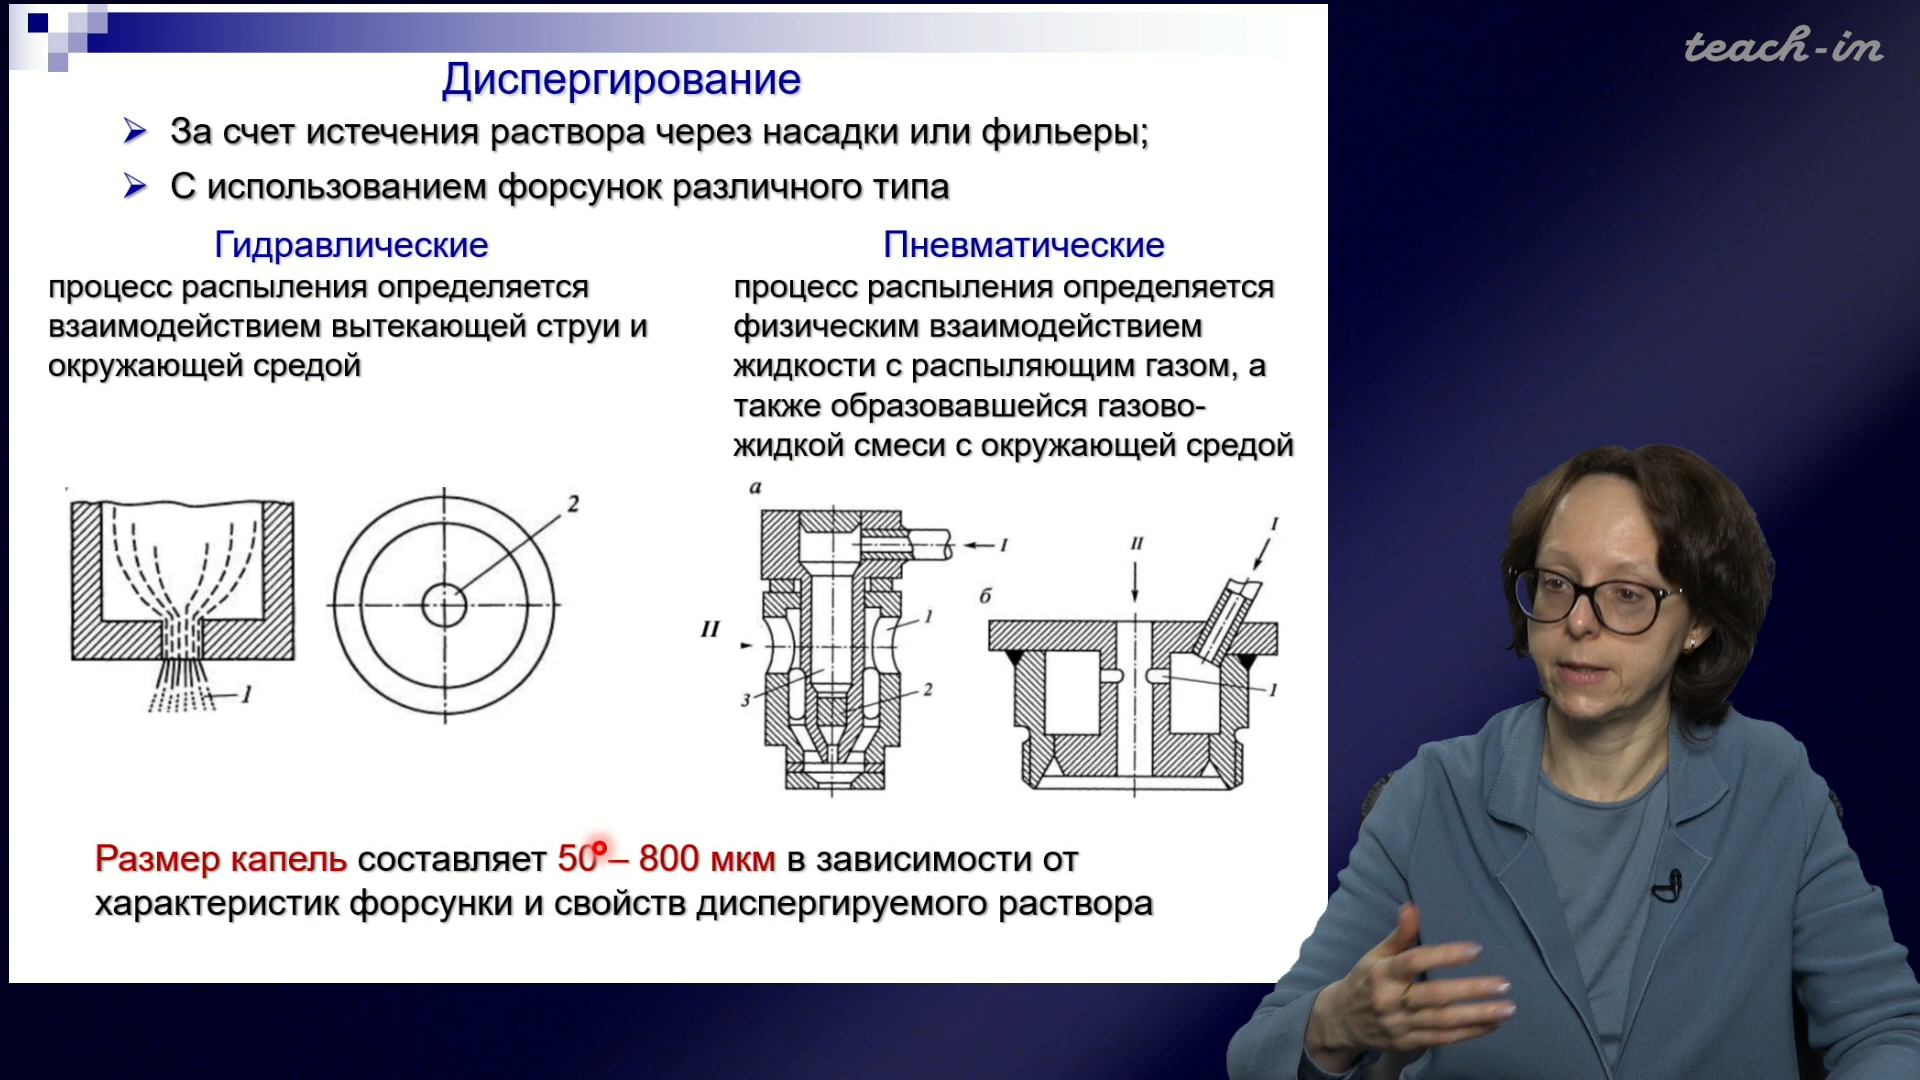 teach-in
Диспергирование
За счет истечения раствора через насадки или фильеры;
С использованием форсунок различного типа
Гидравлические
процесс распыления определяется
взаимодействием вытекающей струи и
окружающей средой
Пневматические
процесс распыления определяется
физическим взаимодействием
жидкости с распыляющим газом, а
также образовавшейся газово-
жидкой смеси с окружающей средой
1
2
а
I
II
1
2
3
б
II
I
1
Размер капель составляет 50 – 800 мкм в зависимости от
характеристик форсунки и свойств диспергируемого раствора